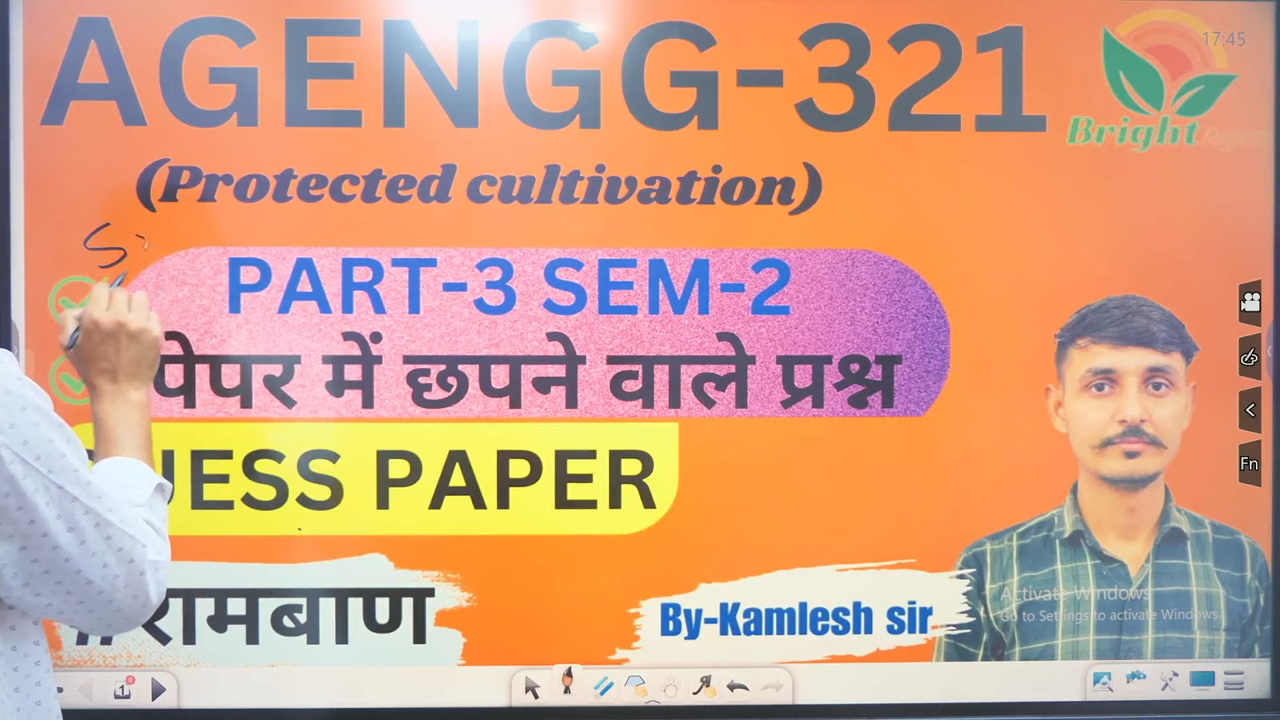 AGENGG-321
17:45
Bright
(Protected cultivation)
PART-3 SEM-2
पेपर में छपने वाले प्रश्न
PAPER
#रामबाण
By-Kamlesh sir
Activate Windows
Go to Settings to activate Windows.
Fn
1